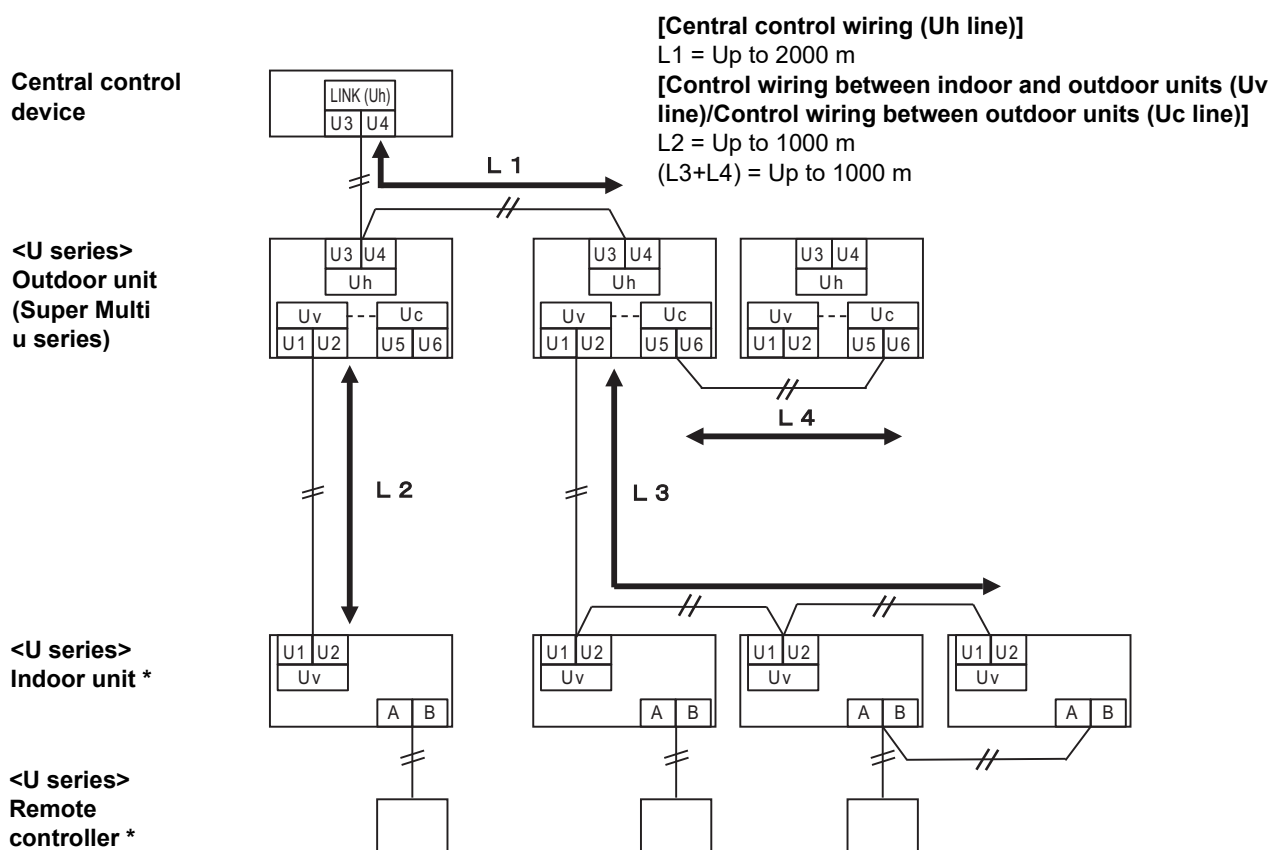 [Central control wiring (Uh line)]
L1 = Up to 2000 m
[Control wiring between indoor and outdoor units (Uv
line)/Control wiring between outdoor units (Uc line)]
L2 = Up to 1000 m
(L3+L4) = Up to 1000 m
Central control
device
LINK (Uh)
U3 U4
L 1
<U series>
Outdoor unit
(Super Multi
u series)
U3 U4
Uh
Uv Uc
U1 U2 U5 U6
U3 U4
Uh
Uv Uc
U1 U2 U5 U6
U3 U4
Uh
Uv Uc
U1 U2 U5 U6
L 4
L 2
L 3
<U series>
Indoor unit *
U1 U2
Uv
A B
U1 U2
Uv
A B
U1 U2
Uv
A B
U1 U2
Uv
A B
<U series>
Remote
controller *